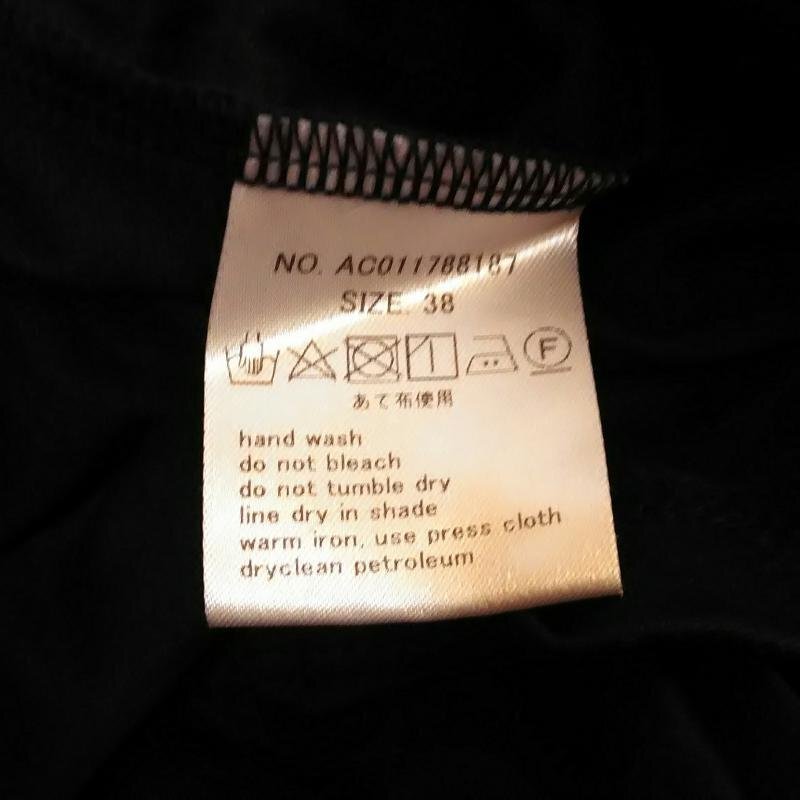 NO. AC011788187
SIZE. 38
F
あて布使用
hand wash
do not bleach
do not tumble dry
line dry in shade
warm iron, use press cloth
dryclean petroleum